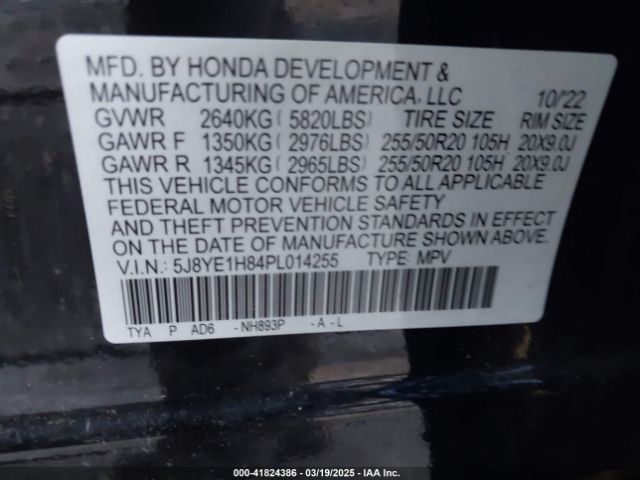 MFD. BY HONDA DEVELOPMENT &
MANUFACTURING OF AMERICA, LLC 10/22
GVWR 2640KG (5820LBS) TIRE SIZE RIM SIZE
GAWR F 1350KG (2976LBS) 255/50R20 105H 20X9.0J
GAWR R 1345KG (2965LBS) 255/50R20 105H 20X9.0J
THIS VEHICLE CONFORMS TO ALL APPLICABLE
FEDERAL MOTOR VEHICLE SAFETY
AND THEFT PREVENTION STANDARDS IN EFFECT
ON THE DATE OF MANUFACTURE SHOWN ABOVE.
V.I.N.: 5J8YE1H84PL014255 TYPE: MPV
TYA P AD6 -NH893P -A-L
000-41824386 - 03/19/2025 - IAA Inc.